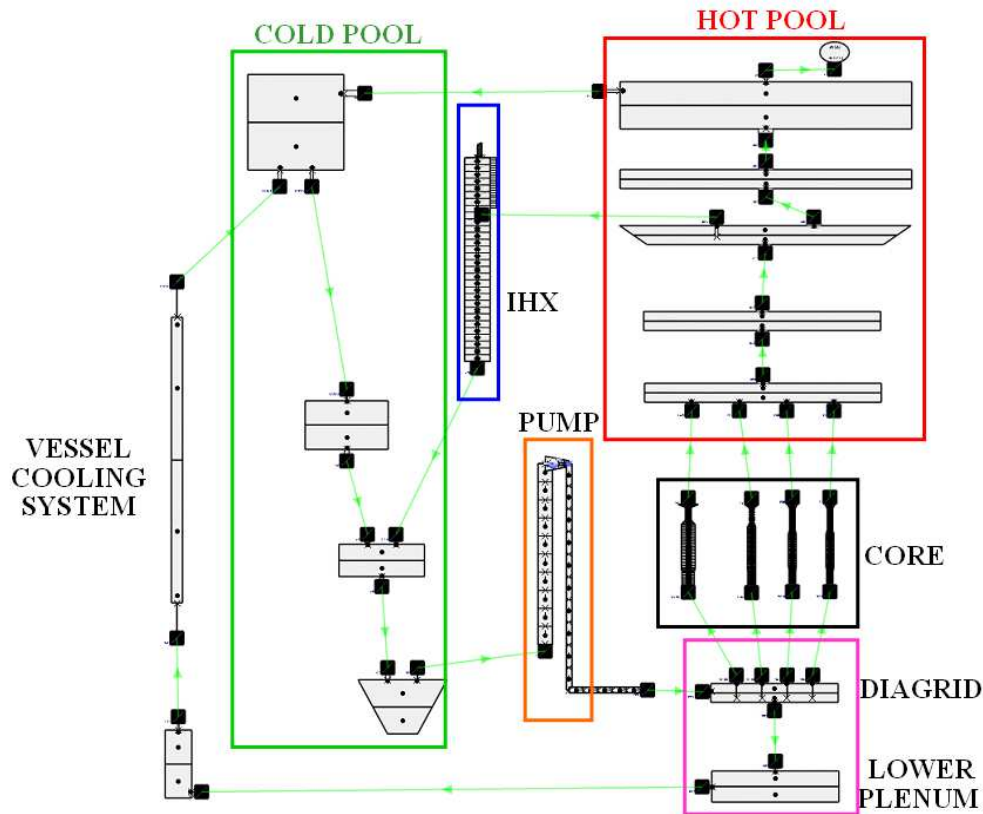 COLD POOL
HOT POOL
IHX
PUMP
VESSEL
COOLING
SYSTEM
CORE
DIAGRID
LOWER
PLENUM